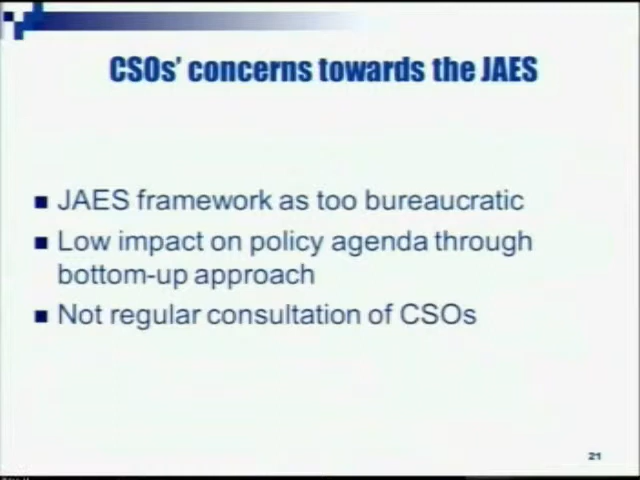 CSOs' concerns towards the JAES
JAES framework as too bureaucratic
Low impact on policy agenda through
bottom-up approach
Not regular consultation of CSOs
21